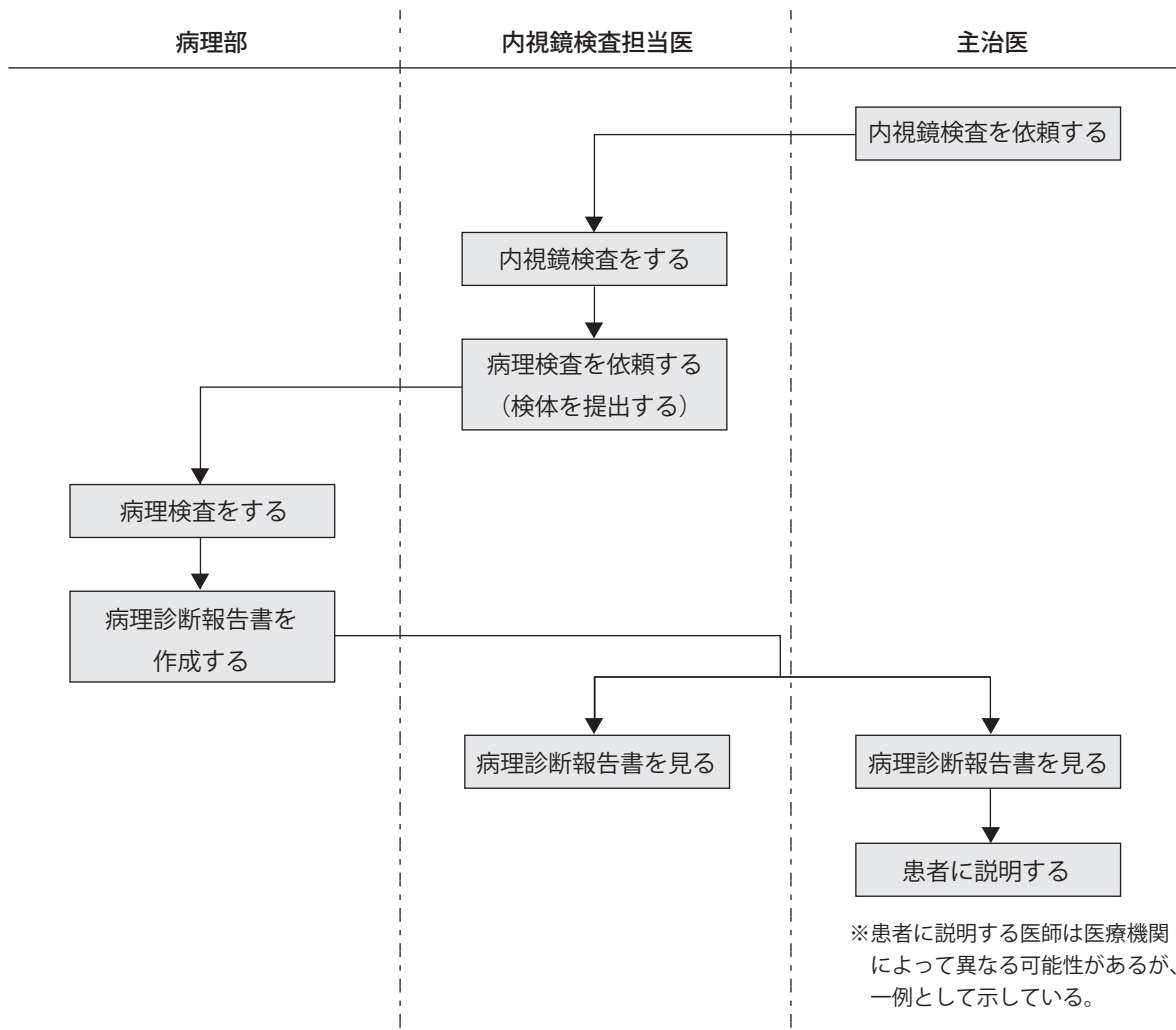 病理部
内視鏡検査担当医
主治医
内視鏡検査を依頼する
内視鏡検査をする
病理検査を依頼する
（検体を提出する）
病理検査をする
病理診断報告書を
作成する
病理診断報告書を見る
病理診断報告書を見る
患者に説明する
※患者に説明する医師は医療機関
によって異なる可能性があるが、
一例として示している。